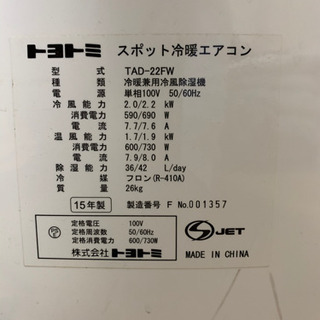 トヨトミ スポット冷暖エアコン
型式 TAD-22FW
種類 冷暖兼用冷風除湿機
電源 単相100V 50/60Hz
冷風能力 2.0/2.2 kW
消費電力 590/690 W
電流 7.7/7.6 A
温風能力 1.7/1.9 kW
消費電力 600/730 W
電流 7.9/8.0 A
除湿能力 36/42 L/day
冷媒 フロン(R-410A)
質量 26kg
15年製 製造番号 F No.001357
定格電圧 100V
定格周波数 50/60Hz
定格消費電力 600/730W
株式会社 トヨトミ
S JET
MADE IN CHINA